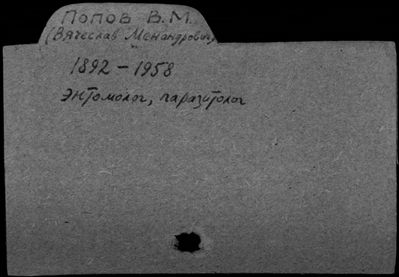 Попов В.М.
(Вячеслав Менандрович)
1892 – 1958
энтомолог, паразитолог